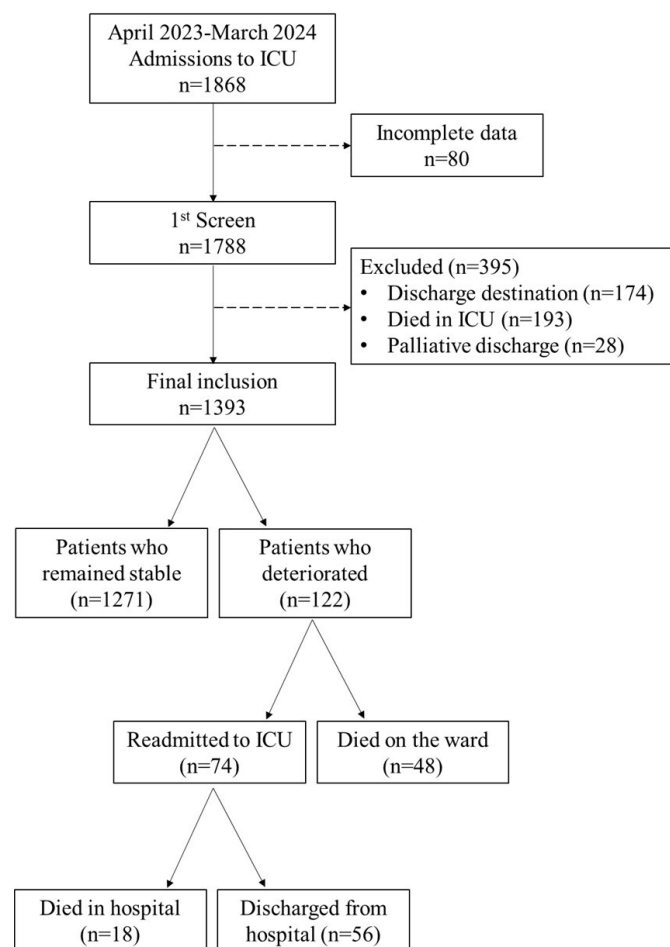 April 2023-March 2024
Admissions to ICU
n=1868
Incomplete data
n=80
1st Screen
n=1788
Excluded (n=395)
• Discharge destination (n=174)
• Died in ICU (n=193)
• Palliative discharge (n=28)
Final inclusion
n=1393
Patients who
remained stable
(n=1271)
Patients who
deteriorated
(n=122)
Readmitted to ICU
(n=74)
Died on the ward
(n=48)
Died in hospital
(n=18)
Discharged from
hospital (n=56)